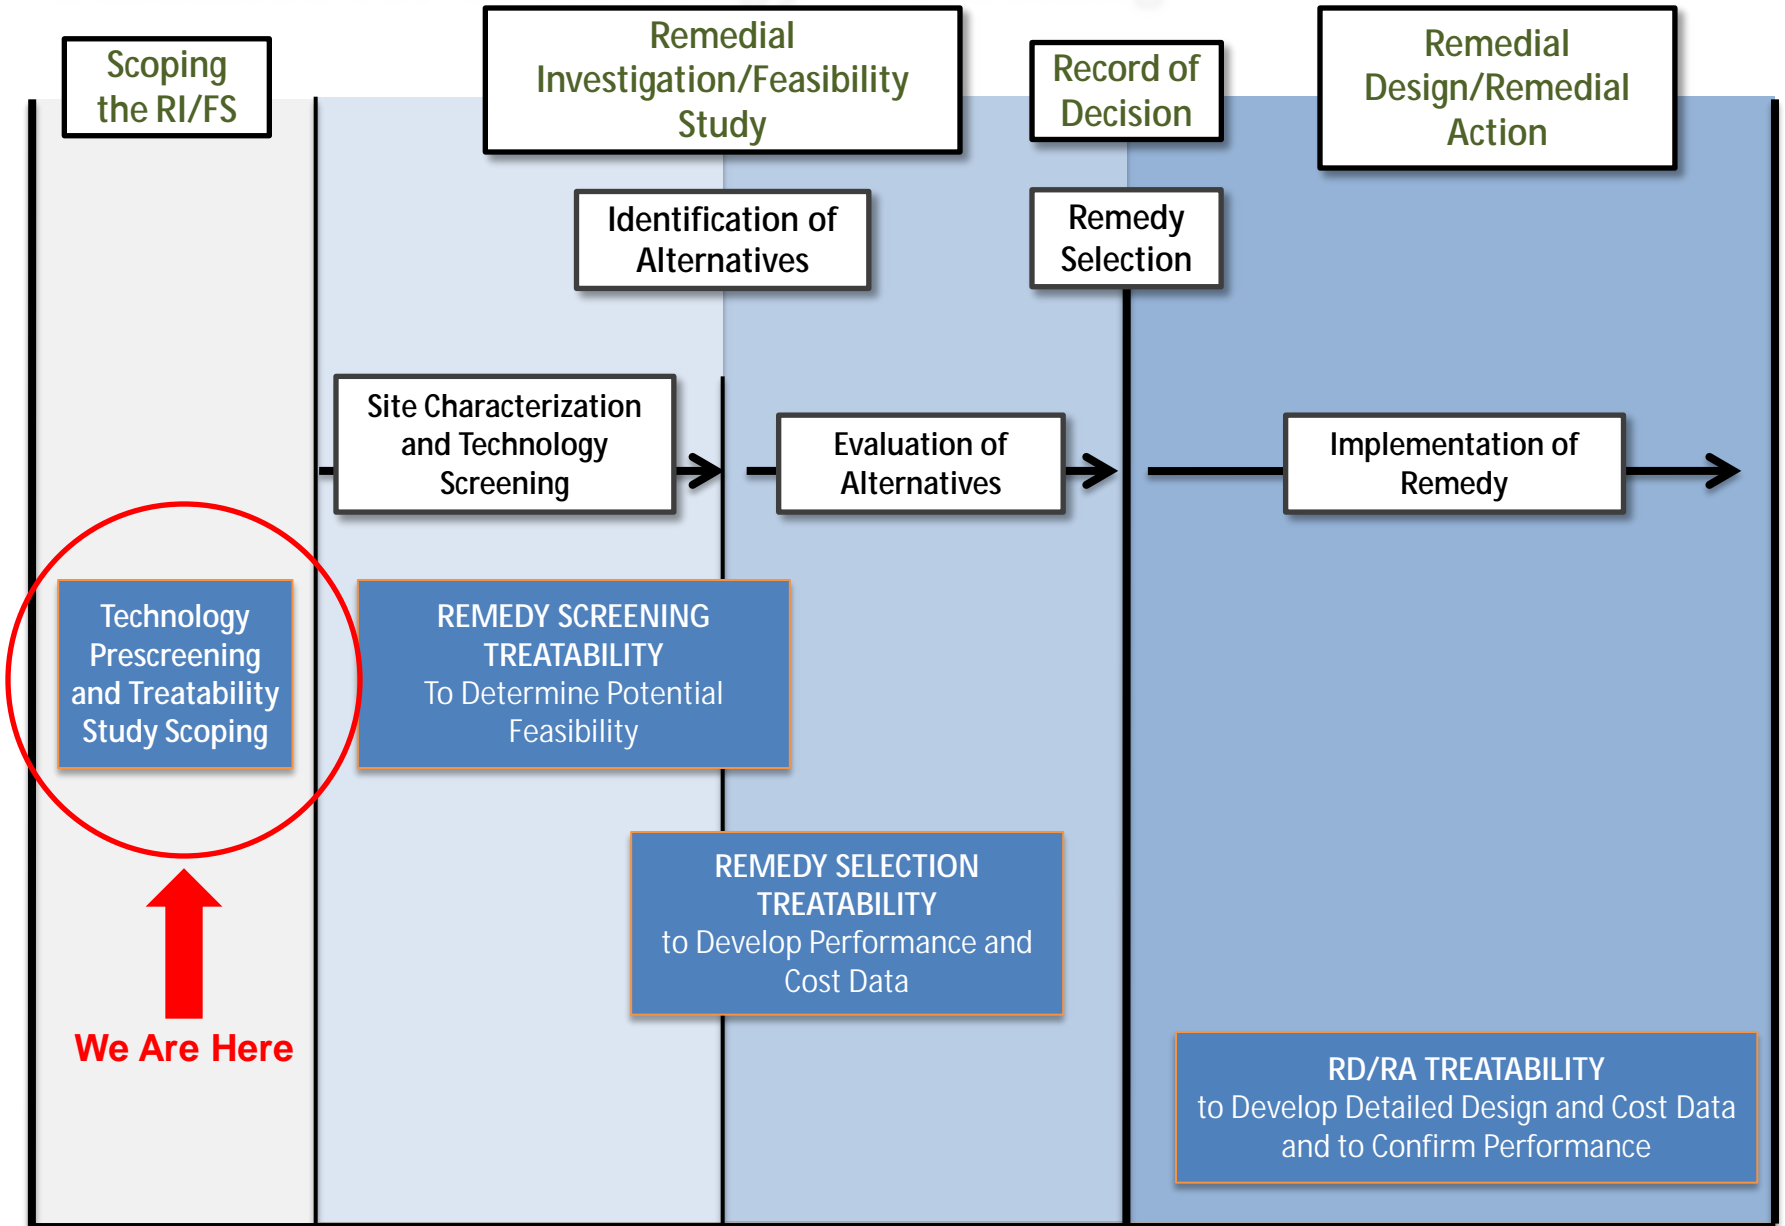 Scoping
the RI/FS
Remedial
Investigation/Feasibility
Study
Record of
Decision
Remedial
Design/Remedial
Action
Identification of
Alternatives
Remedy
Selection
Site Characterization
and Technology
Screening
Evaluation of
Alternatives
Implementation of
Remedy
Technology
Prescreening
and Treatability
Study Scoping
REMEDY SCREENING
TREATABILITY
To Determine Potential
Feasibility
REMEDY SELECTION
TREATABILITY
to Develop Performance and
Cost Data
We Are Here
RD/RA TREATABILITY
to Develop Detailed Design and Cost Data
and to Confirm Performance